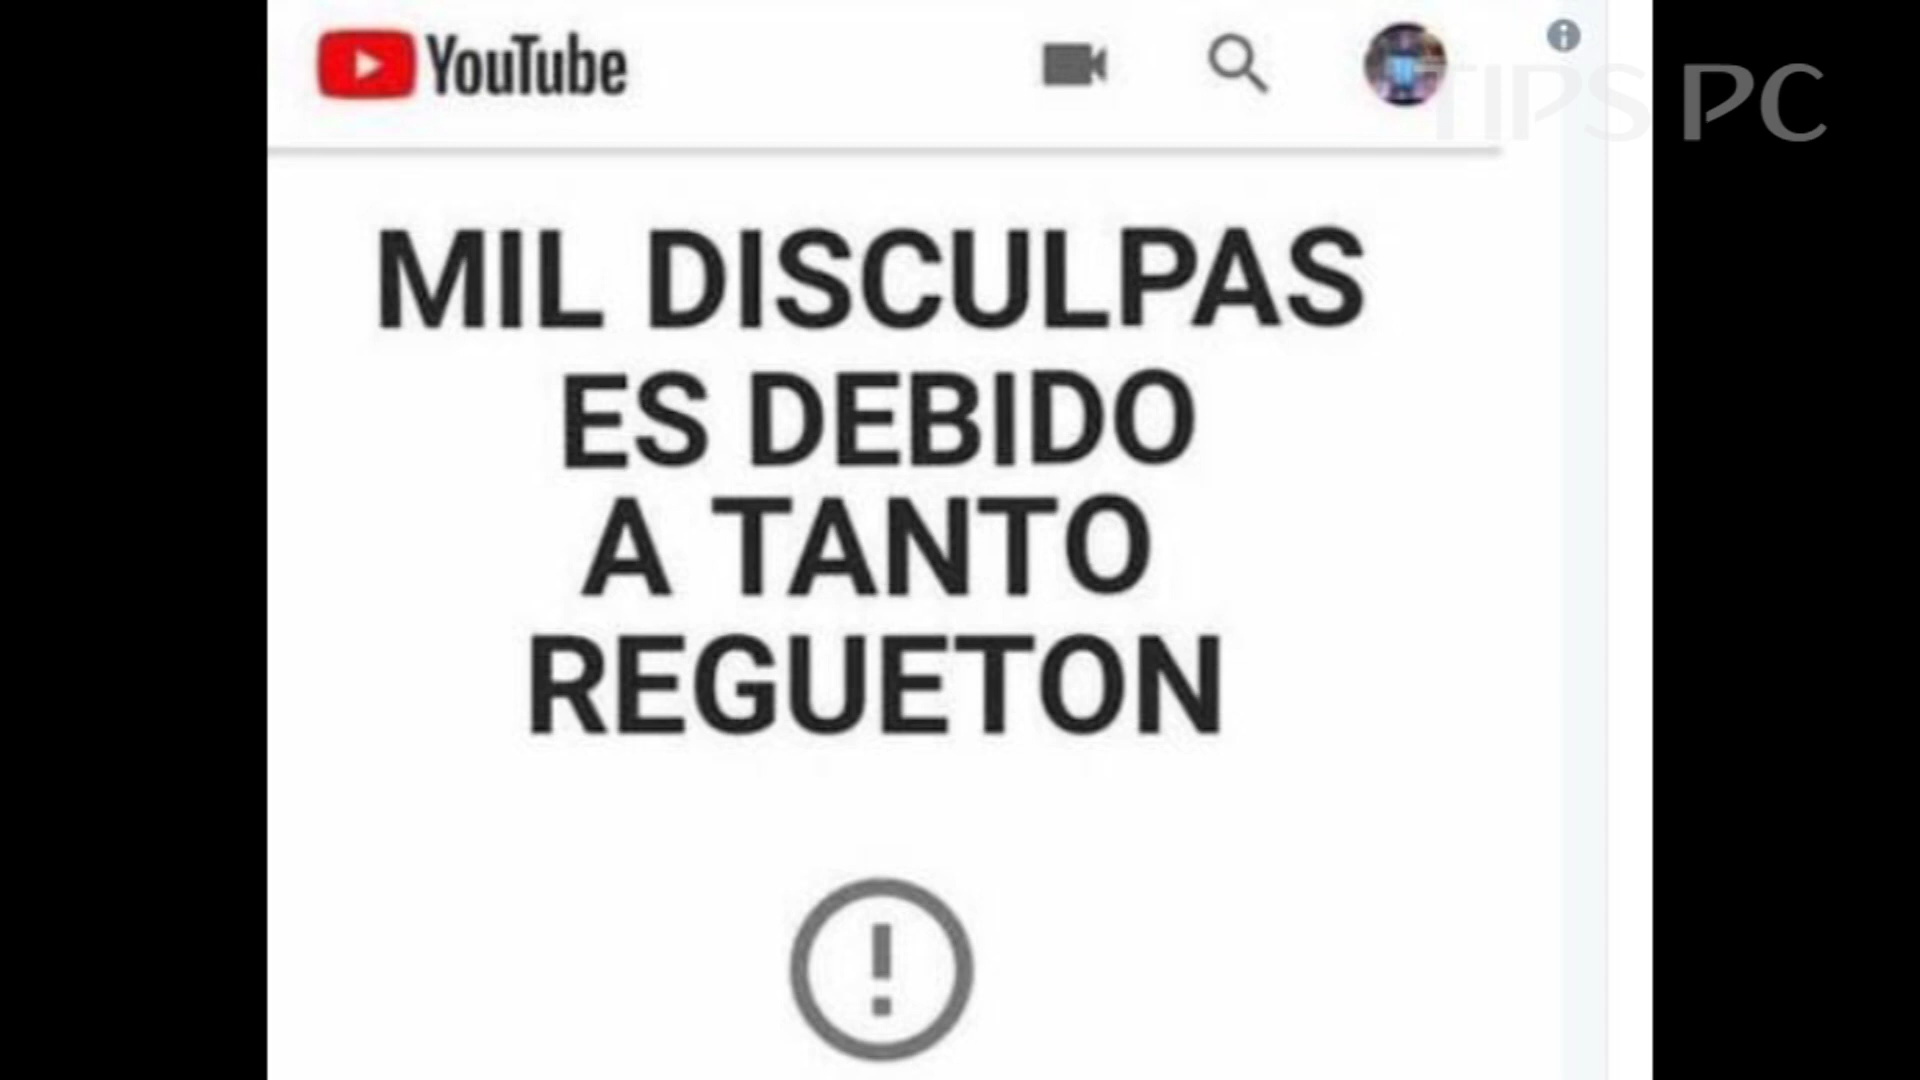 YouTube
TIPS PC
MIL DISCULPAS
ES DEBIDO
A TANTO
REGUETON